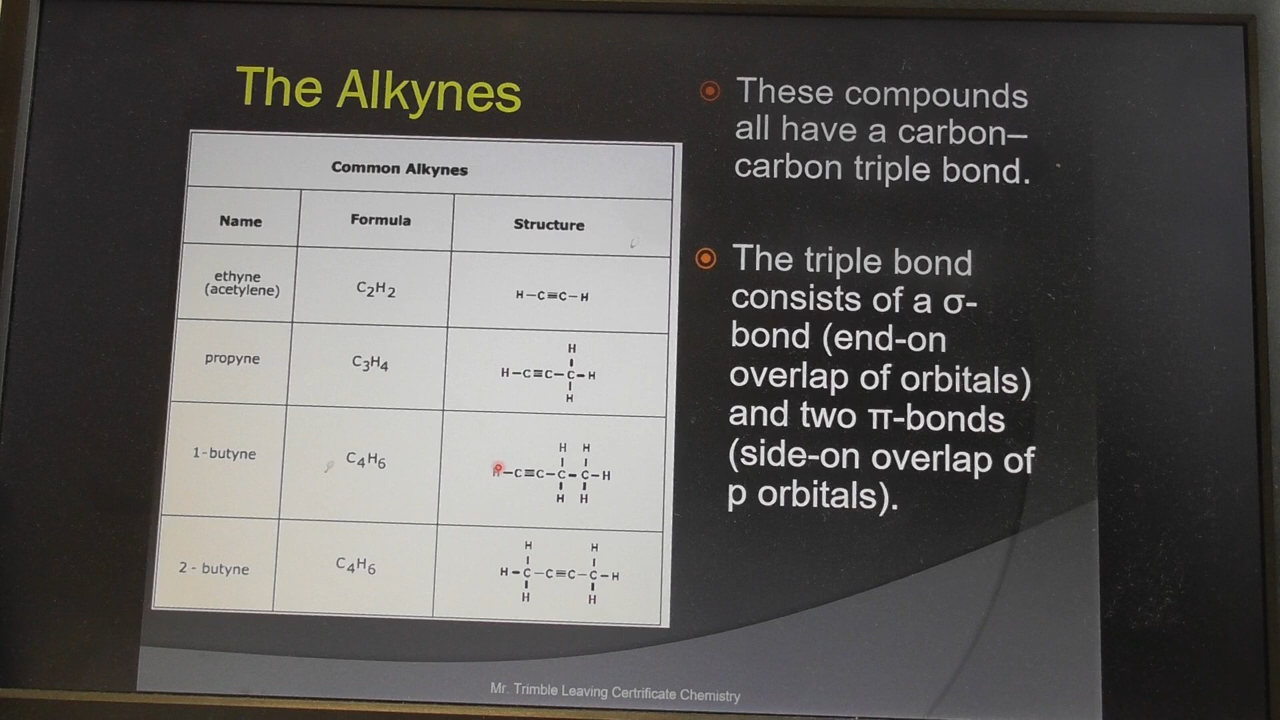 The Alkynes
Common Alkynes
Name Formula Structure
ethyne
(acetylene) C₂H₂ H—C≡C—H
propyne C₃H₄
H
H—C≡C—C—H
H
1-butyne C₄H₆
H H
H—C≡C—C—C—H
H H
2 - butyne C₄H₆
H H
H—C—C≡C—C—H
H H
These compounds
all have a carbon–
carbon triple bond.
The triple bond
consists of a σ-
bond (end-on
overlap of orbitals)
and two π-bonds
(side-on overlap of
p orbitals).
Mr. Trimble Leaving Certrificate Chemistry